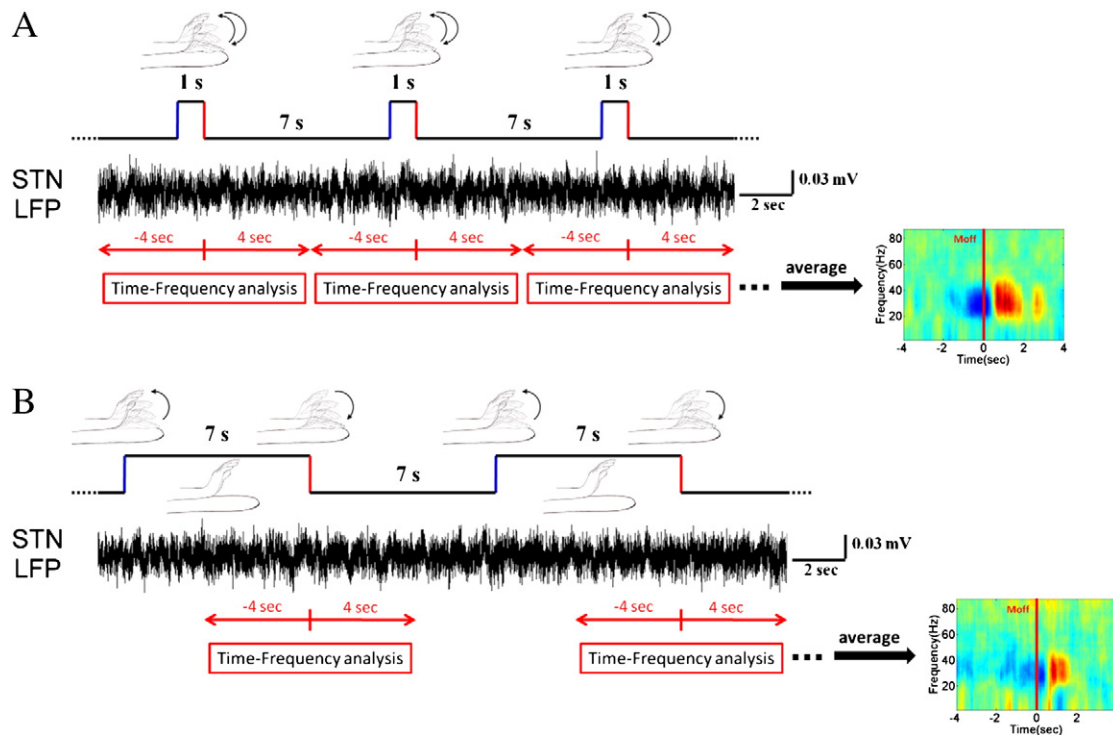 A
1 s 1 s 1 s
7 s 7 s
STN
LFP
0.03 mV
2 sec
-4 sec 4 sec -4 sec 4 sec -4 sec 4 sec
Time-Frequency analysis Time-Frequency analysis Time-Frequency analysis
average
Moff
Frequency(Hz)
80
60
40
20
-4 -2 0 2 4
Time(sec)
B
7 s 7 s
7 s
STN
LFP
0.03 mV
2 sec
-4 sec 4 sec -4 sec 4 sec
Time-Frequency analysis Time-Frequency analysis
average
Moff
Frequency(Hz)
80
60
40
20
-4 -2 0 2
Time(sec)